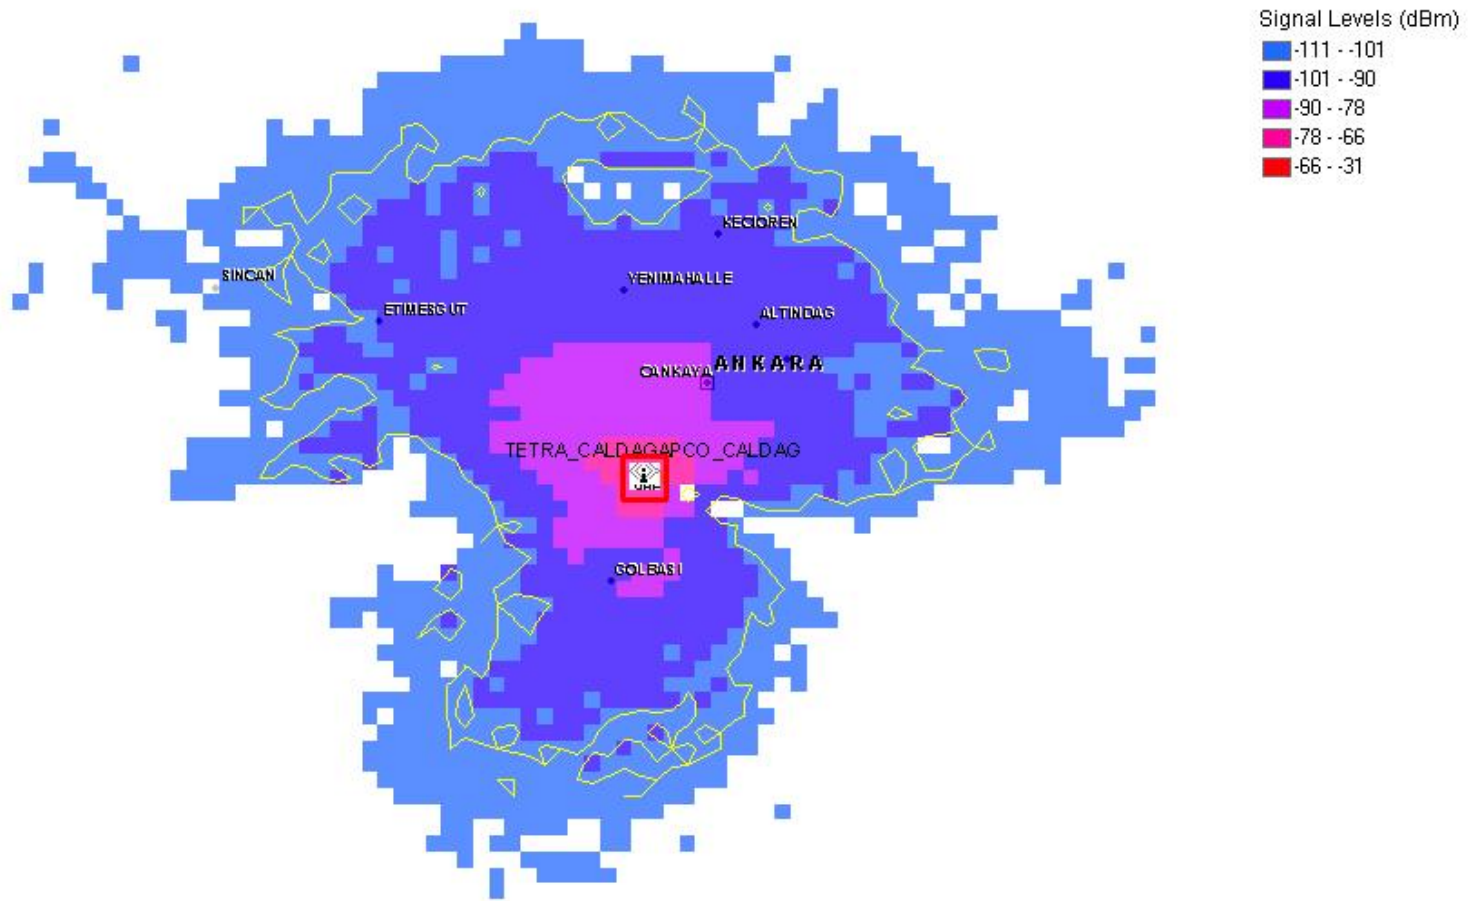 Signal Levels (dBm)
-111 - -101
-101 - -90
-90 - -78
-78 - -66
-66 - -31
KECIOREN
SINCAN
YENIMAHALLE
ETIMESGUT
ALTINDAG
ANKARA
CANKAYA
TETRA_CALDAGAPCO_CALDAG
GOLBASI